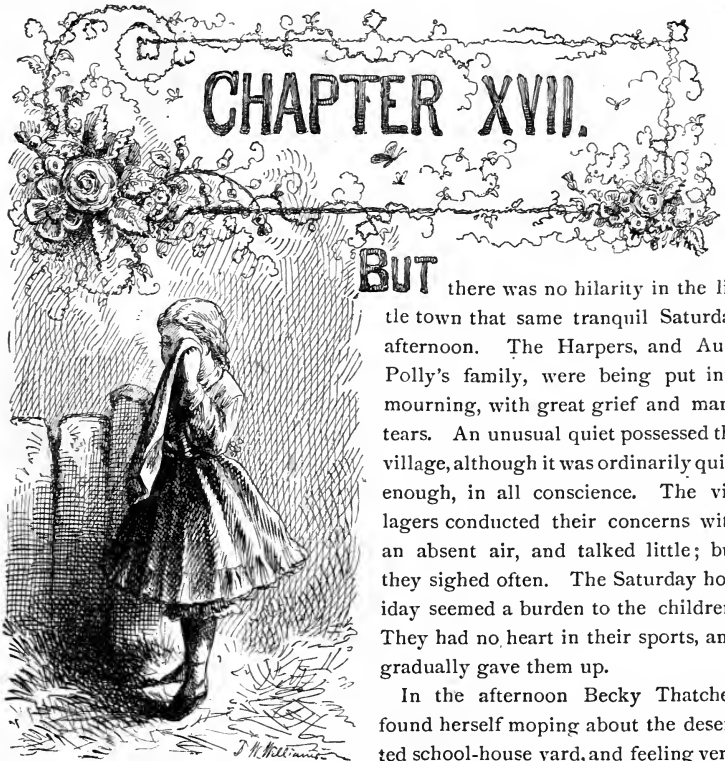 CHAPTER XVII.
BUT there was no hilarity in the li
tle town that same tranquil Saturda
afternoon. The Harpers, and Au
Polly's family, were being put in
mourning, with great grief and man
tears. An unusual quiet possessed th
village, although it was ordinarily qui
enough, in all conscience. The vi
lagers conducted their concerns wit
an absent air, and talked little; bu
they sighed often. The Saturday ho
iday seemed a burden to the childre
They had no heart in their sports, an
gradually gave them up.
In the afternoon Becky Thatche
found herself moping about the deser
ted school-house yard, and feeling ver
Williams